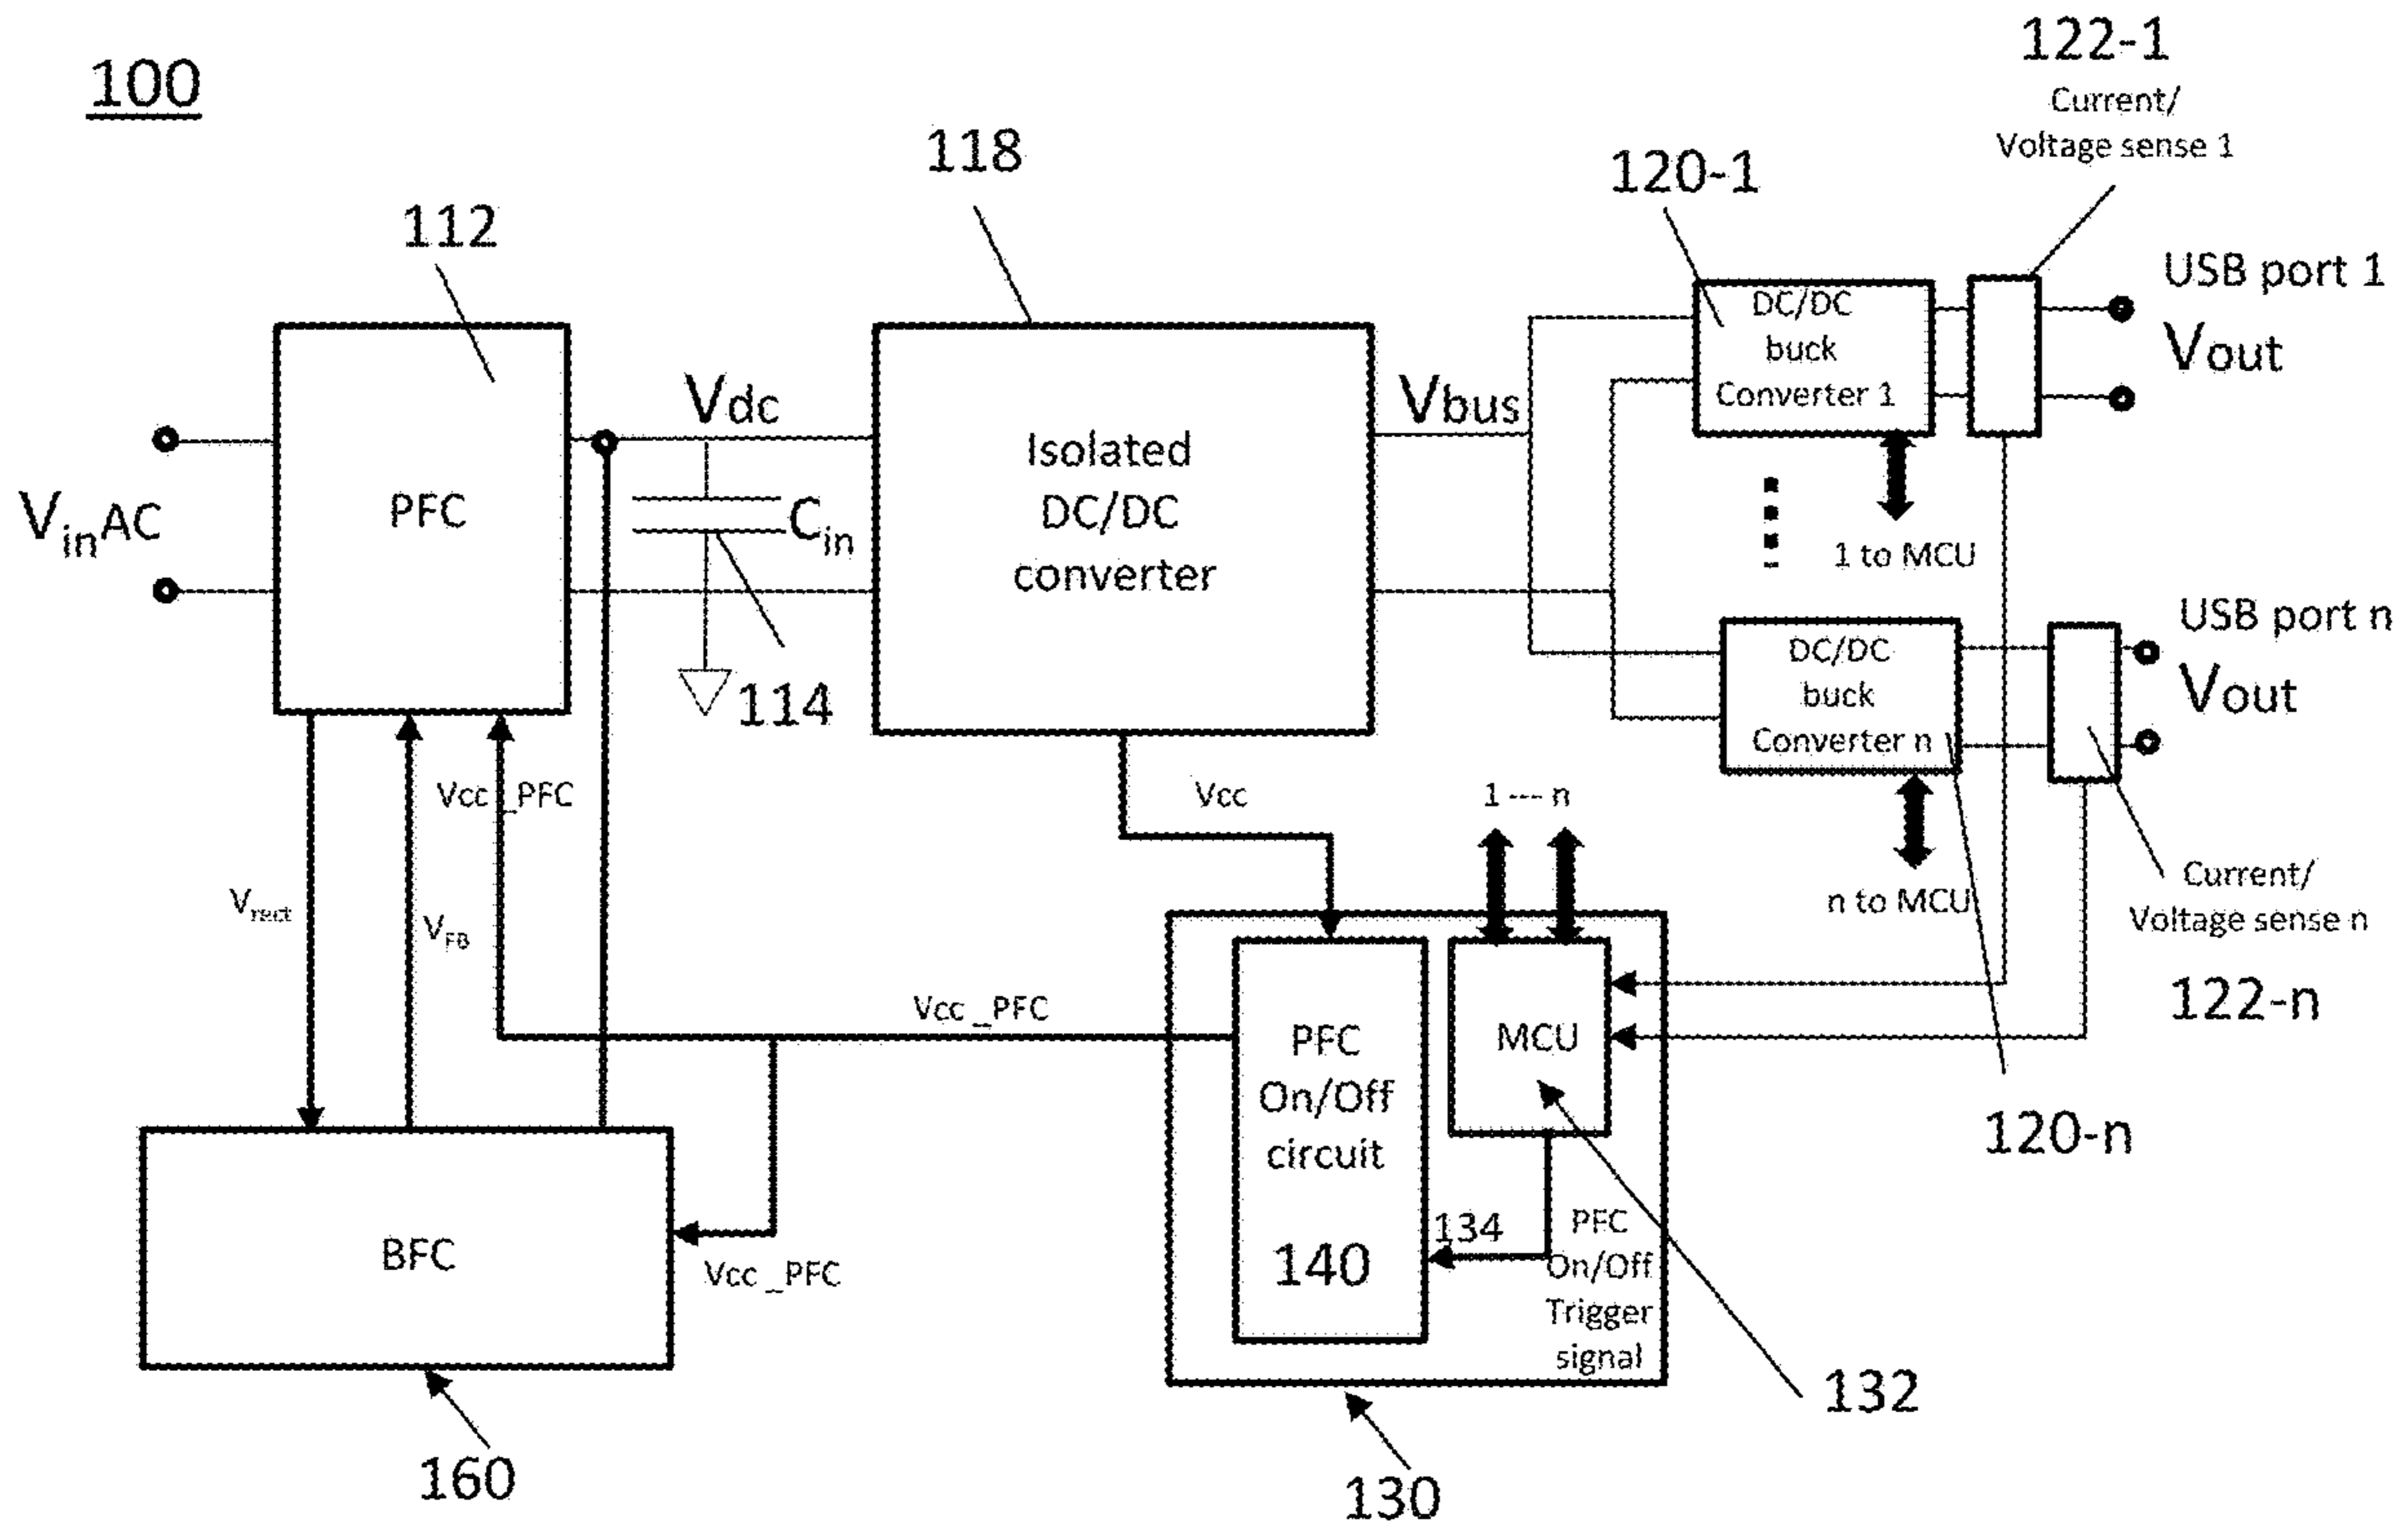 100
122-1
Current/
Voltage sense 1
118
120-1
112
USB port 1
Vout
DC/DC
buck
Converter 1
Vdc
Vbus
Isolated
DC/DC
converter
PFC
VinAC
Cin
1 to MCU
114
USB port n
Vout
DC/DC
buck
Converter n
Vcc _PFC
Vcc
1 --- n
Vrect
VFB
n to MCU
Current/
Voltage sense n
122-n
Vcc _PFC
PFC
On/Off
circuit
140
MCU
120-n
134
PFC
On/Off
Trigger
signal
BFC
Vcc _PFC
132
160
130